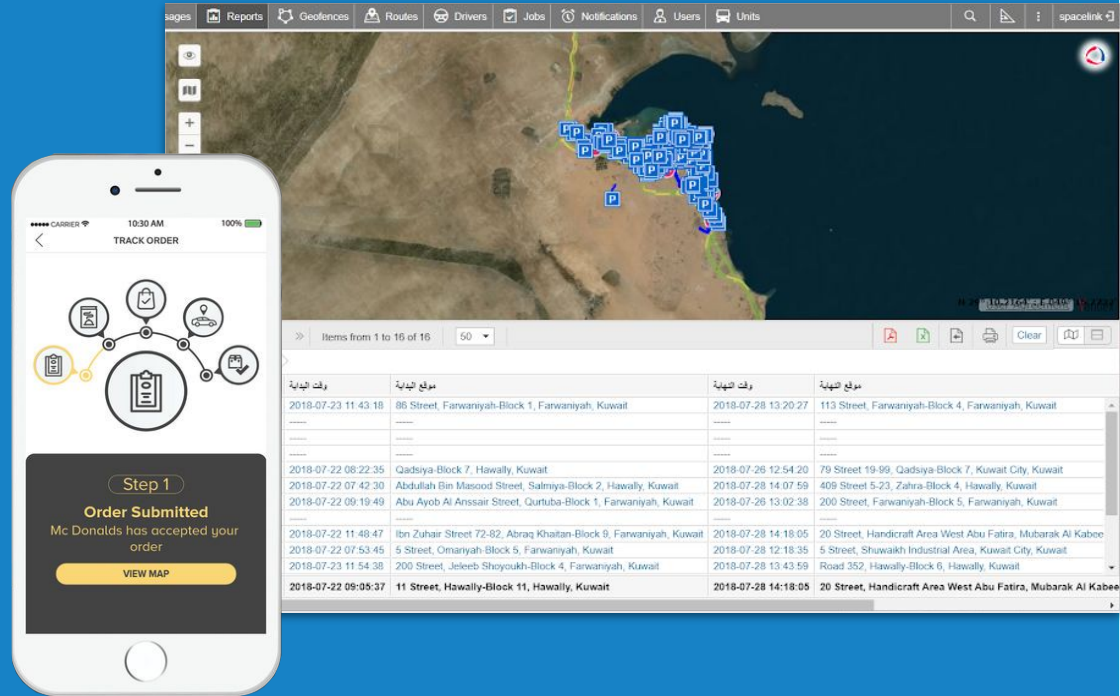 sages Reports Geofences Routes Drivers Jobs Notifications Users Units spacelink
P
CARRIER 10:30 AM 100%
TRACK ORDER
Step 1
Order Submitted
Mc Donalds has accepted your
order
VIEW MAP
Items from 1 to 16 of 16 50 Clear
وقت البداية موقع البداية وقت النهاية موقع النهاية
2018-07-23 11:43:18 86 Street, Farwaniyah-Block 1, Farwaniyah, Kuwait 2018-07-28 13:20:27 113 Street, Farwaniyah-Block 4, Farwaniyah, Kuwait
----- ----- ----- -----
----- ----- ----- -----
----- ----- ----- -----
2018-07-22 08:22:35 Qadsiya-Block 7, Hawally, Kuwait 2018-07-26 12:54:20 79 Street 19-99, Qadsiya-Block 7, Kuwait City, Kuwait
2018-07-22 07:42:30 Abdullah Bin Masood Street, Salmiya-Block 2, Hawally, Kuwait 2018-07-28 14:07:59 409 Street 5-23, Zahra-Block 4, Hawally, Kuwait
2018-07-22 09:19:49 Abu Ayob Al Anssair Street, Qurtuba-Block 1, Farwaniyah, Kuwait 2018-07-26 13:02:38 200 Street, Farwaniyah-Block 5, Farwaniyah, Kuwait
----- ----- ----- -----
2018-07-22 11:48:47 Ibn Zuhair Street 72-82, Abraq Khaitan-Block 9, Farwaniyah, Kuwait 2018-07-28 14:18:05 20 Street, Handicraft Area West Abu Fatira, Mubarak Al Kabee
2018-07-22 07:53:45 5 Street, Omariyah-Block 5, Farwaniyah, Kuwait 2018-07-28 12:18:35 5 Street, Shuwaikh Industrial Area, Kuwait City, Kuwait
2018-07-23 11:54:38 200 Street, Jeleeb Shoyoukh-Block 4, Farwaniyah, Kuwait 2018-07-28 13:43:59 Road 352, Hawally-Block 6, Hawally, Kuwait
2018-07-22 09:05:37 11 Street, Hawally-Block 11, Hawally, Kuwait 2018-07-28 14:18:05 20 Street, Handicraft Area West Abu Fatira, Mubarak Al Kabee